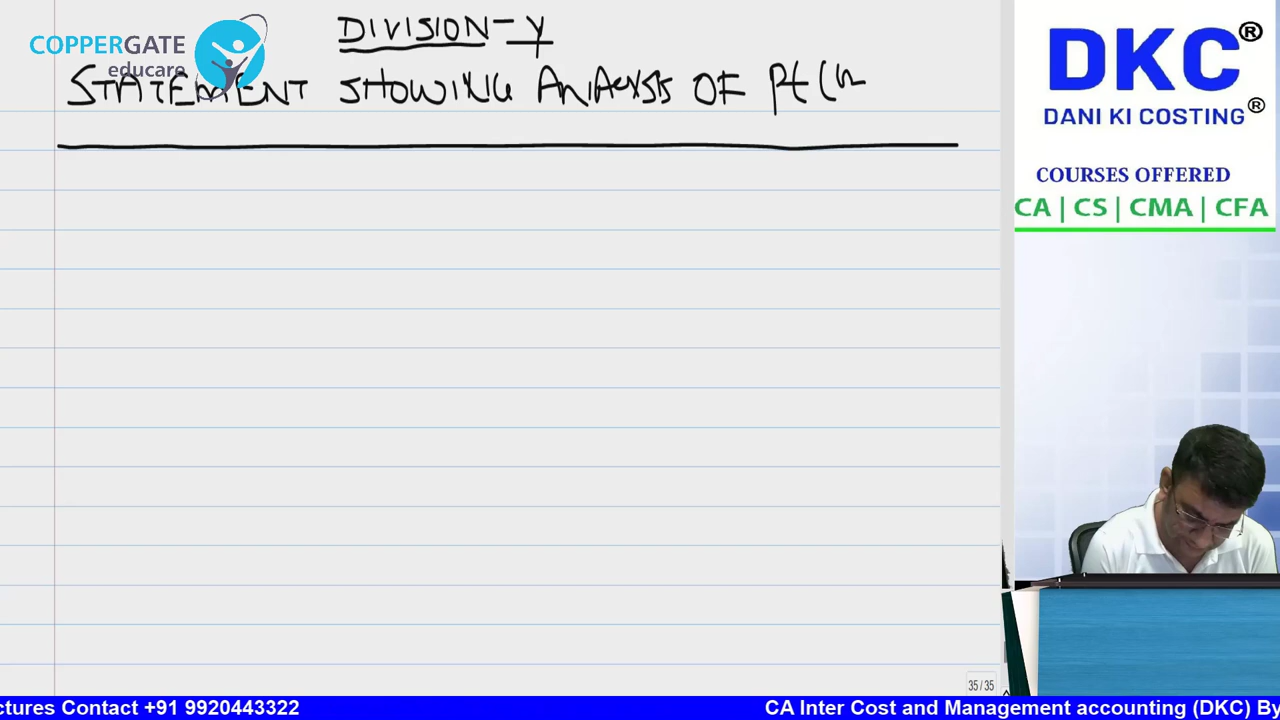 COPPERGATE
educare
DIVISION-Y
STATEMENT SHOWING ANALYSIS OF
DKC®
DANI KI COSTING®
COURSES OFFERED
CA | CS | CMA | CFA
35/35
ctures Contact +91 9920443322
CA Inter Cost and Management accounting (DKC) By